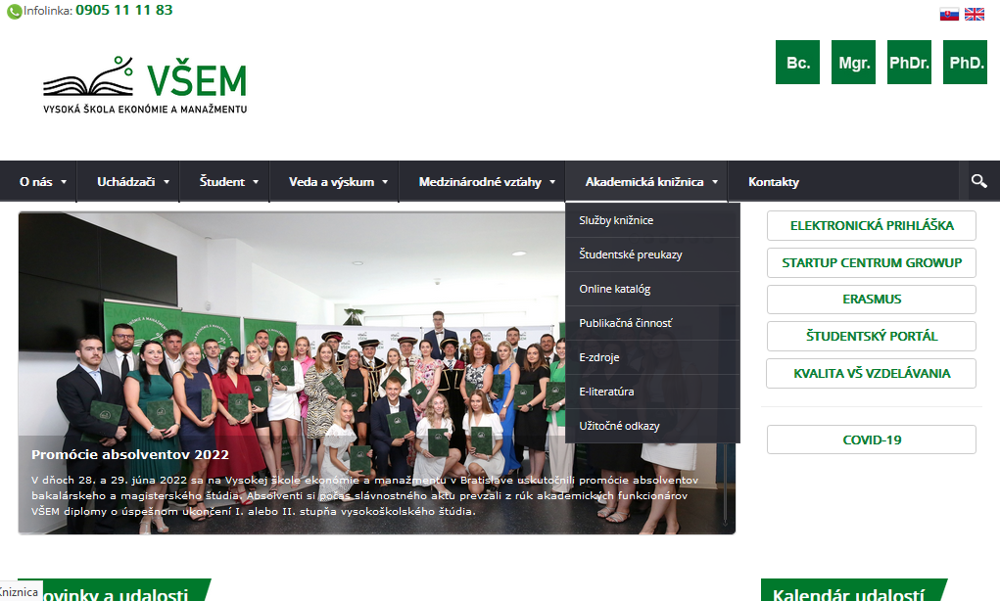 Infolinka: 0905 11 11 83
Bc. Mgr. PhDr. PhD.
VŠEM
VYSOKÁ ŠKOLA EKONÓMIE A MANAŽMENTU
O nás Uchádzači Študent Veda a výskum Medzinárodné vzťahy Akademická knižnica Kontakty
Služby knižnice
Študentské preukazy
Online katalóg
Publikačná činnosť
E-zdroje
E-literatúra
Užitočné odkazy
ELEKTRONICKÁ PRIHLÁŠKA
STARTUP CENTRUM GROWUP
ERASMUS
ŠTUDENTSKÝ PORTÁL
KVALITA VŠ VZDELÁVANIA
COVID-19
Promócie absolventov 2022
V dňoch 28. a 29. júna 2022 sa na Vysokej škole ekonómie a manažmentu v Bratislave uskutočnili promócie absolventov
bakalárskeho a magisterského štúdia. Absolventi si počas slávnostného aktu prevzali z rúk akademických funkcionárov
VŠEM diplomy o úspešnom ukončení I. alebo II. stupňa vysokoškolského štúdia.
Kniznica
ovinky a udalosti
Kalendár udalostí